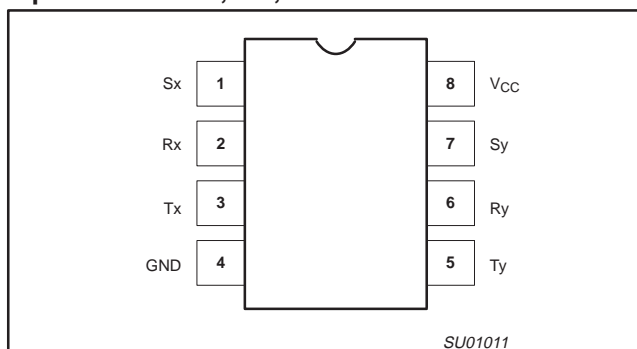 Sx 1 8 VCC
Rx 2 7 Sy
Tx 3 6 Ry
GND 4 5 Ty
SU01011